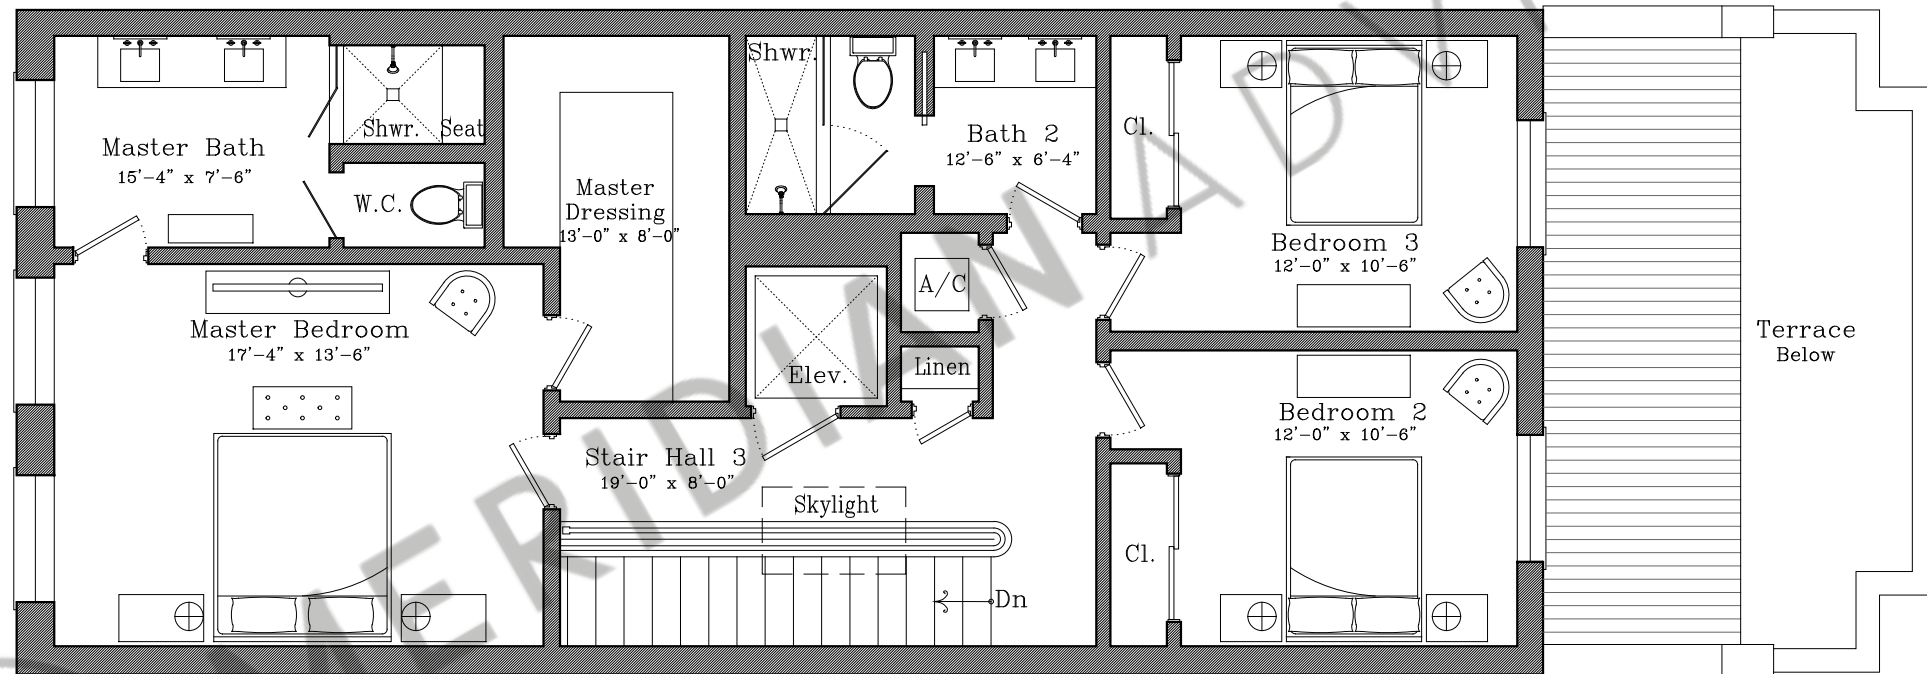 Master Bath
15'-4" x 7'-6"
Shwr.
Seat
W.C.
Master
Dressing
13'-0" x 8'-0"
Shwr.
Bath 2
12'-6" x 6'-4"
Cl.
Bedroom 3
12'-0" x 10'-6"
A/C
Linen
Elev.
Master Bedroom
17'-4" x 13'-6"
Stair Hall 3
19'-0" x 8'-0"
Skylight
Dn
Bedroom 2
12'-0" x 10'-6"
Cl.
Terrace
Below
MERIDIAN ADV